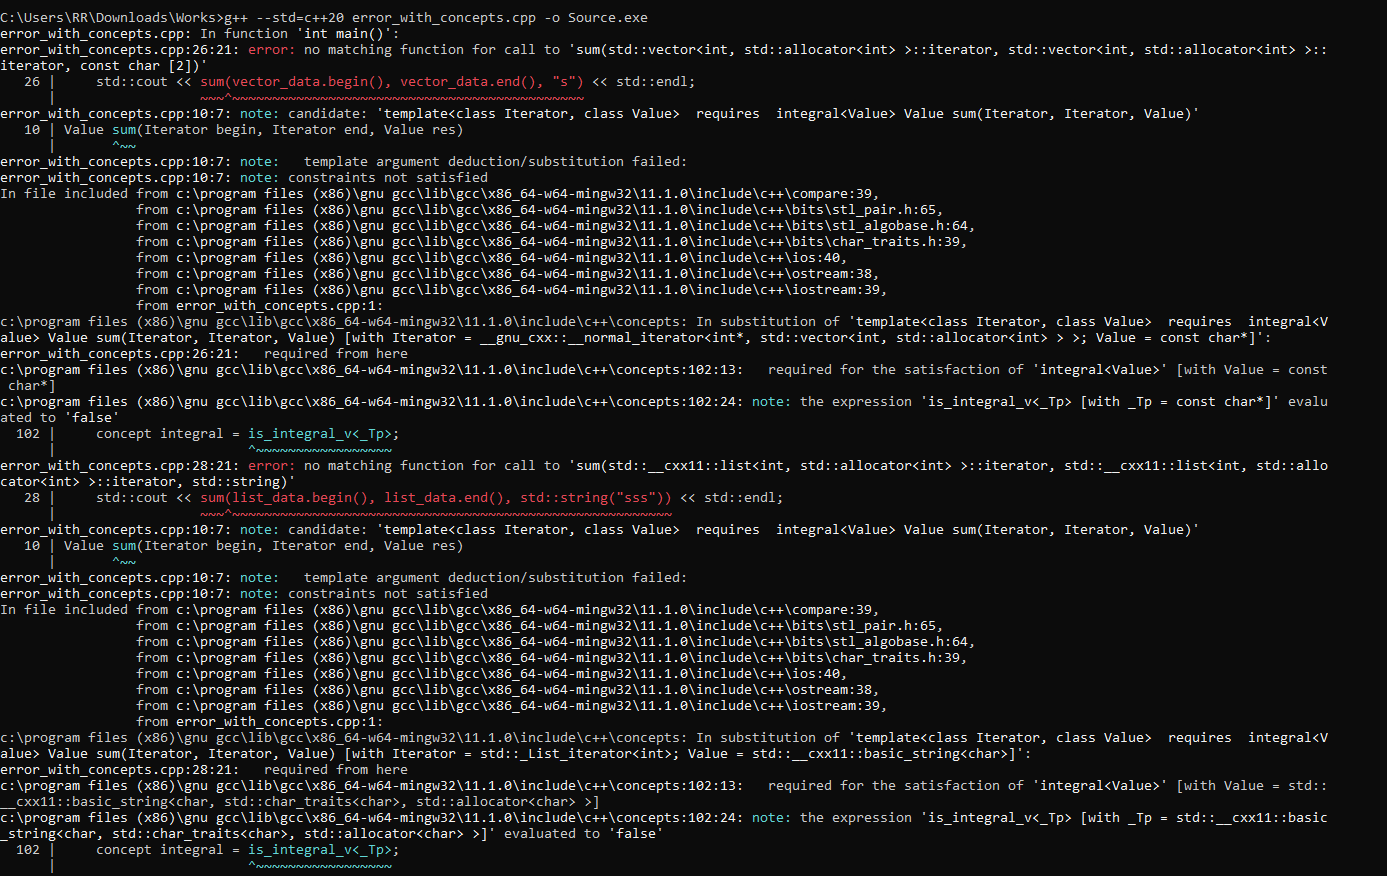 C:\Users\RR\Downloads\Works>g++ --std=c++20 error_with_concepts.cpp -o Source.exe
error_with_concepts.cpp: In function 'int main()':
error_with_concepts.cpp:26:21: error: no matching function for call to 'sum(std::vector<int, std::allocator<int> >::iterator, std::vector<int, std::allocator<int> >::
iterator, const char [2])'
   26 |     std::cout << sum(vector_data.begin(), vector_data.end(), "s") << std::endl;
      |                  ~~~^~~~~~~~~~~~~~~~~~~~~~~~~~~~~~~~~~~~~~~~~~~~~
error_with_concepts.cpp:10:7: note: candidate: 'template<class Iterator, class Value>  requires  integral<Value> Value sum(Iterator, Iterator, Value)'
   10 | Value sum(Iterator begin, Iterator end, Value res)
      |       ^~~
error_with_concepts.cpp:10:7: note:   template argument deduction/substitution failed:
error_with_concepts.cpp:10:7: note: constraints not satisfied
In file included from c:\program files (x86)\gnu gcc\lib\gcc\x86_64-w64-mingw32\11.1.0\include\c++\compare:39,
                 from c:\program files (x86)\gnu gcc\lib\gcc\x86_64-w64-mingw32\11.1.0\include\c++\bits\stl_pair.h:65,
                 from c:\program files (x86)\gnu gcc\lib\gcc\x86_64-w64-mingw32\11.1.0\include\c++\bits\stl_algobase.h:64,
                 from c:\program files (x86)\gnu gcc\lib\gcc\x86_64-w64-mingw32\11.1.0\include\c++\bits\char_traits.h:39,
                 from c:\program files (x86)\gnu gcc\lib\gcc\x86_64-w64-mingw32\11.1.0\include\c++\ios:40,
                 from c:\program files (x86)\gnu gcc\lib\gcc\x86_64-w64-mingw32\11.1.0\include\c++\ostream:38,
                 from c:\program files (x86)\gnu gcc\lib\gcc\x86_64-w64-mingw32\11.1.0\include\c++\iostream:39,
                 from error_with_concepts.cpp:1:
c:\program files (x86)\gnu gcc\lib\gcc\x86_64-w64-mingw32\11.1.0\include\c++\concepts: In substitution of 'template<class Iterator, class Value>  requires  integral<V
alue> Value sum(Iterator, Iterator, Value) [with Iterator = __gnu_cxx::__normal_iterator<int*, std::vector<int, std::allocator<int> > >; Value = const char*]':
error_with_concepts.cpp:26:21:   required from here
c:\program files (x86)\gnu gcc\lib\gcc\x86_64-w64-mingw32\11.1.0\include\c++\concepts:102:13:   required for the satisfaction of 'integral<Value>' [with Value = const
 char*]
c:\program files (x86)\gnu gcc\lib\gcc\x86_64-w64-mingw32\11.1.0\include\c++\concepts:102:24: note: the expression 'is_integral_v<_Tp> [with _Tp = const char*]' evalu
ated to 'false'
  102 |     concept integral = is_integral_v<_Tp>;
      |                        ^~~~~~~~~~~~~~~~~~
error_with_concepts.cpp:28:21: error: no matching function for call to 'sum(std::__cxx11::list<int, std::allocator<int> >::iterator, std::__cxx11::list<int, std::allo
cator<int> >::iterator, std::string)'
   28 |     std::cout << sum(list_data.begin(), list_data.end(), std::string("sss")) << std::endl;
      |                  ~~~^~~~~~~~~~~~~~~~~~~~~~~~~~~~~~~~~~~~~~~~~~~~~~~~~~~~~~~~
error_with_concepts.cpp:10:7: note: candidate: 'template<class Iterator, class Value>  requires  integral<Value> Value sum(Iterator, Iterator, Value)'
   10 | Value sum(Iterator begin, Iterator end, Value res)
      |       ^~~
error_with_concepts.cpp:10:7: note:   template argument deduction/substitution failed:
error_with_concepts.cpp:10:7: note: constraints not satisfied
In file included from c:\program files (x86)\gnu gcc\lib\gcc\x86_64-w64-mingw32\11.1.0\include\c++\compare:39,
                 from c:\program files (x86)\gnu gcc\lib\gcc\x86_64-w64-mingw32\11.1.0\include\c++\bits\stl_pair.h:65,
                 from c:\program files (x86)\gnu gcc\lib\gcc\x86_64-w64-mingw32\11.1.0\include\c++\bits\stl_algobase.h:64,
                 from c:\program files (x86)\gnu gcc\lib\gcc\x86_64-w64-mingw32\11.1.0\include\c++\bits\char_traits.h:39,
                 from c:\program files (x86)\gnu gcc\lib\gcc\x86_64-w64-mingw32\11.1.0\include\c++\ios:40,
                 from c:\program files (x86)\gnu gcc\lib\gcc\x86_64-w64-mingw32\11.1.0\include\c++\ostream:38,
                 from c:\program files (x86)\gnu gcc\lib\gcc\x86_64-w64-mingw32\11.1.0\include\c++\iostream:39,
                 from error_with_concepts.cpp:1:
c:\program files (x86)\gnu gcc\lib\gcc\x86_64-w64-mingw32\11.1.0\include\c++\concepts: In substitution of 'template<class Iterator, class Value>  requires  integral<V
alue> Value sum(Iterator, Iterator, Value) [with Iterator = std::_List_iterator<int>; Value = std::__cxx11::basic_string<char>]':
error_with_concepts.cpp:28:21:   required from here
c:\program files (x86)\gnu gcc\lib\gcc\x86_64-w64-mingw32\11.1.0\include\c++\concepts:102:13:   required for the satisfaction of 'integral<Value>' [with Value = std::
__cxx11::basic_string<char, std::char_traits<char>, std::allocator<char> >]
c:\program files (x86)\gnu gcc\lib\gcc\x86_64-w64-mingw32\11.1.0\include\c++\concepts:102:24: note: the expression 'is_integral_v<_Tp> [with _Tp = std::__cxx11::basic
_string<char, std::char_traits<char>, std::allocator<char> >]' evaluated to 'false'
  102 |     concept integral = is_integral_v<_Tp>;
      |                        ^~~~~~~~~~~~~~~~~~